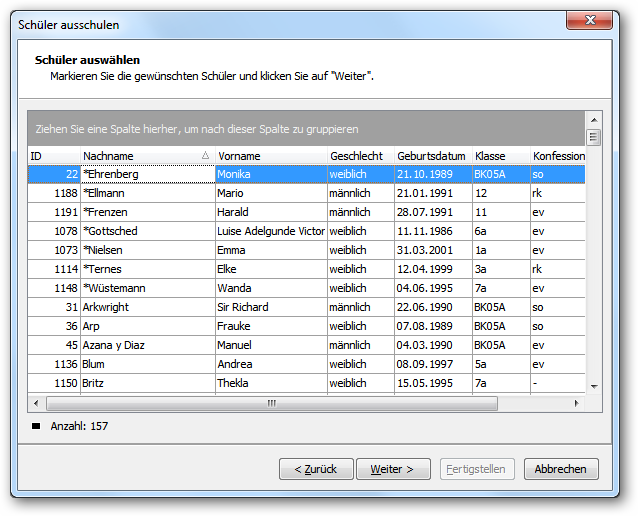 Schüler ausschulen
Schüler auswählen
Markieren Sie die gewünschten Schüler und klicken Sie auf "Weiter".
Ziehen Sie eine Spalte hierher, um nach dieser Spalte zu gruppieren
ID Nachname Vorname Geschlecht Geburtsdatum Klasse Konfession
22 *Ehrenberg Monika weiblich 21.10.1989 BK05A so
1188 *Ellmann Mario männlich 21.01.1991 12 rk
1191 *Frenzen Harald männlich 28.07.1991 11 ev
1078 *Gottsched Luise Adelgunde Victor weiblich 11.11.1986 6a ev
1073 *Nielsen Emma weiblich 31.03.2001 1a ev
1114 *Ternes Elke weiblich 12.04.1999 3a rk
1148 *Wüstemann Wanda weiblich 04.06.1995 7a ev
31 Arkwright Sir Richard männlich 22.06.1990 BK05A so
36 Arp Frauke weiblich 07.08.1989 BK05A so
45 Azana y Diaz Manuel männlich 04.03.1990 BK05A ev
1136 Blum Andrea weiblich 08.09.1997 5a ev
1150 Britz Thekla weiblich 15.05.1995 7a -
Anzahl: 157
< Zurück Weiter > Fertigstellen Abbrechen